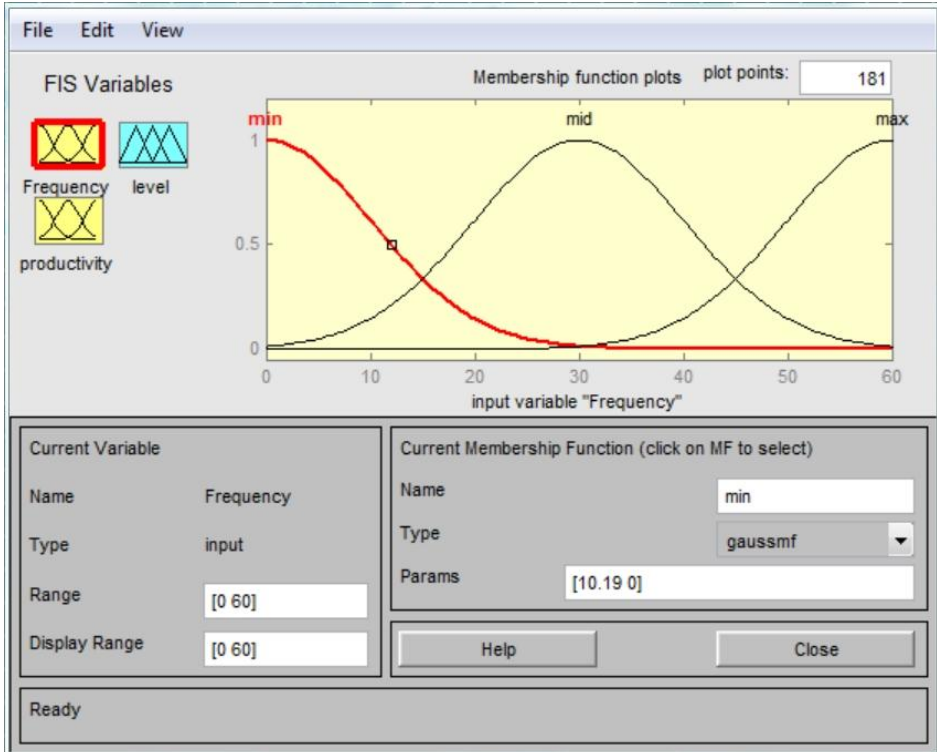 File Edit View
FIS Variables
Membership function plots plot points: 181
Frequency level
productivity
min mid max
1
0.5
0
0 10 20 30 40 50 60
input variable "Frequency"
Current Variable
Name Frequency
Type input
Range [0 60]
Display Range [0 60]
Current Membership Function (click on MF to select)
Name min
Type gaussmf
Params [10.19 0]
Help Close
Ready